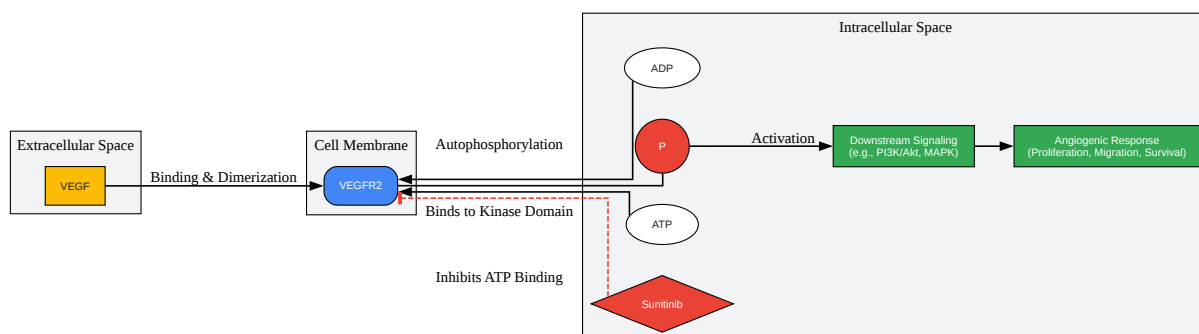 Intracellular Space
ADP
Extracellular Space
VEGF
Binding & Dimerization
Cell Membrane
VEGFR2
Autophosphorylation
P
Activation
Downstream Signaling
(e.g., PI3K/Akt, MAPK)
Angiogenic Response
(Proliferation, Migration, Survival)
Binds to Kinase Domain
ATP
Inhibits ATP Binding
Sunitinib